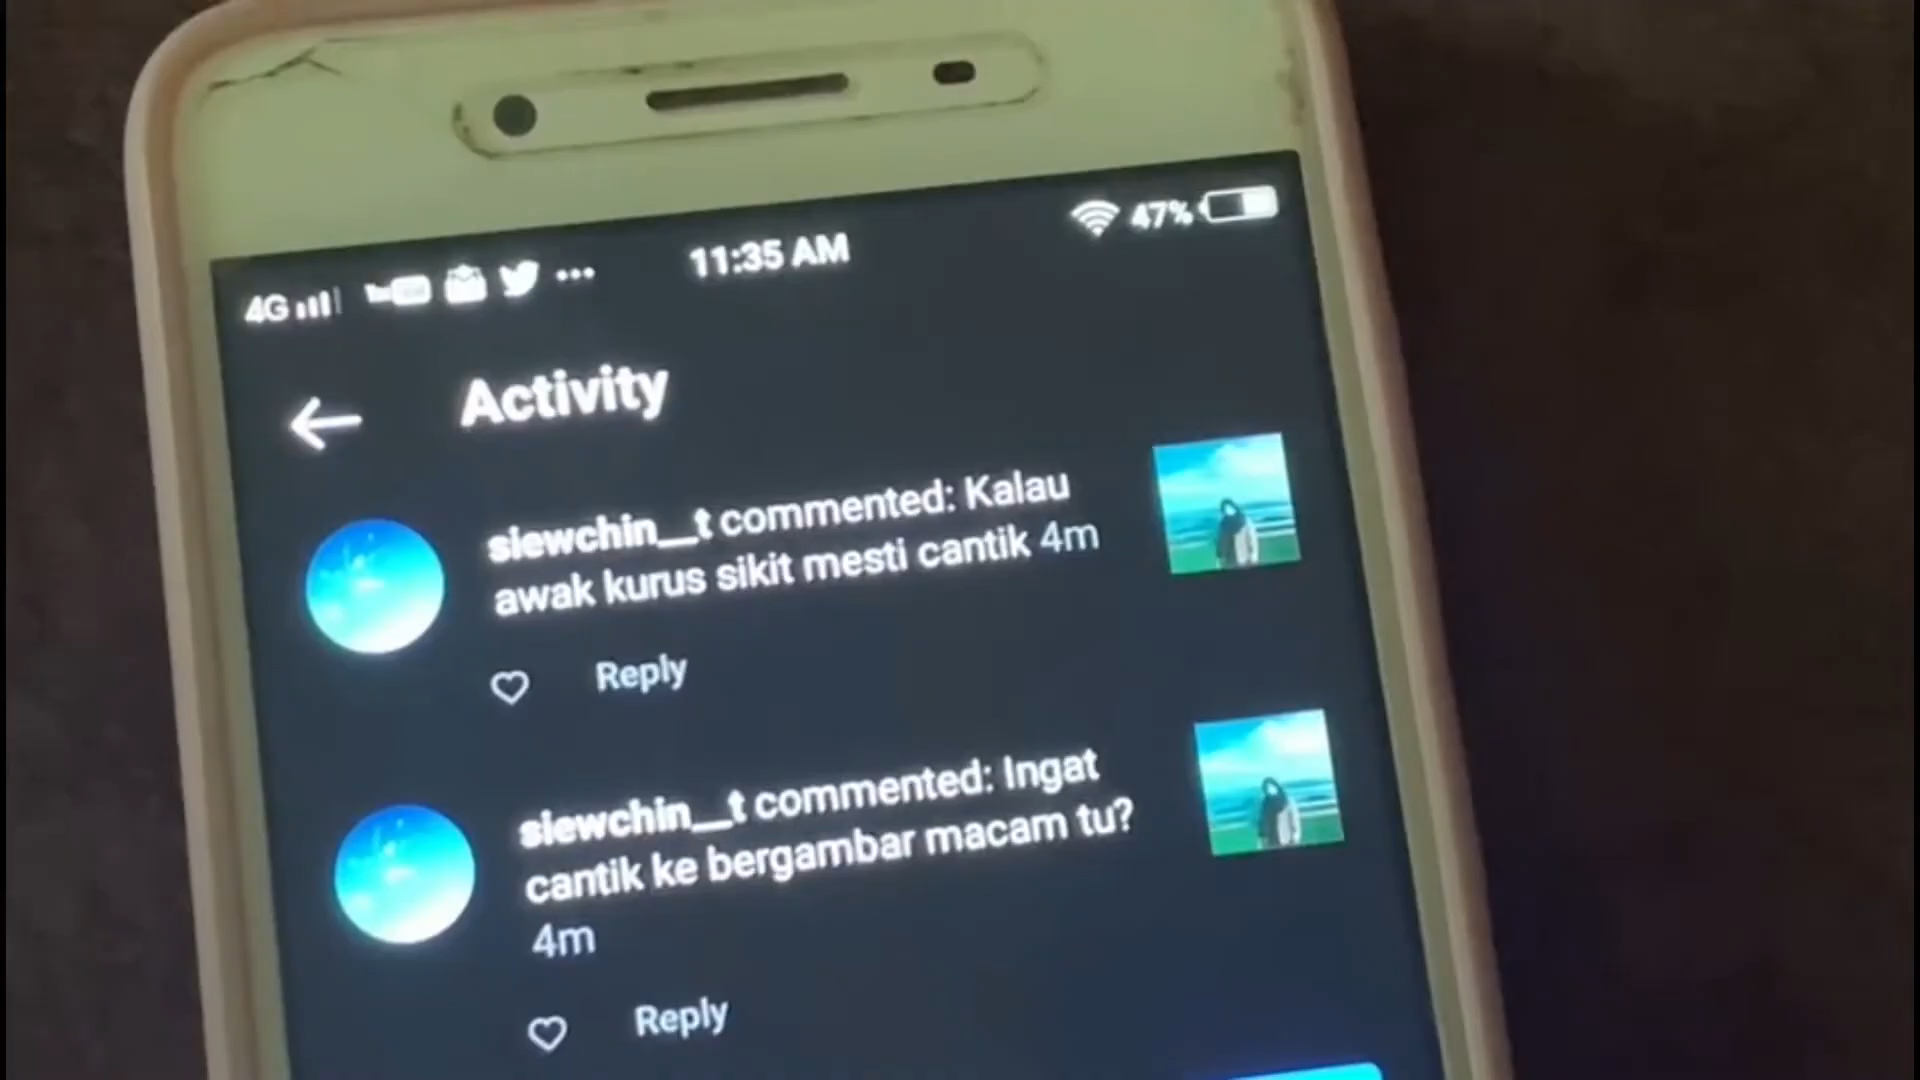 4G 11:35 AM 47%
Activity
siewchin__t commented: Kalau
awak kurus sikit mesti cantik 4m
Reply
siewchin__t commented: Ingat
cantik ke bergambar macam tu?
4m
Reply